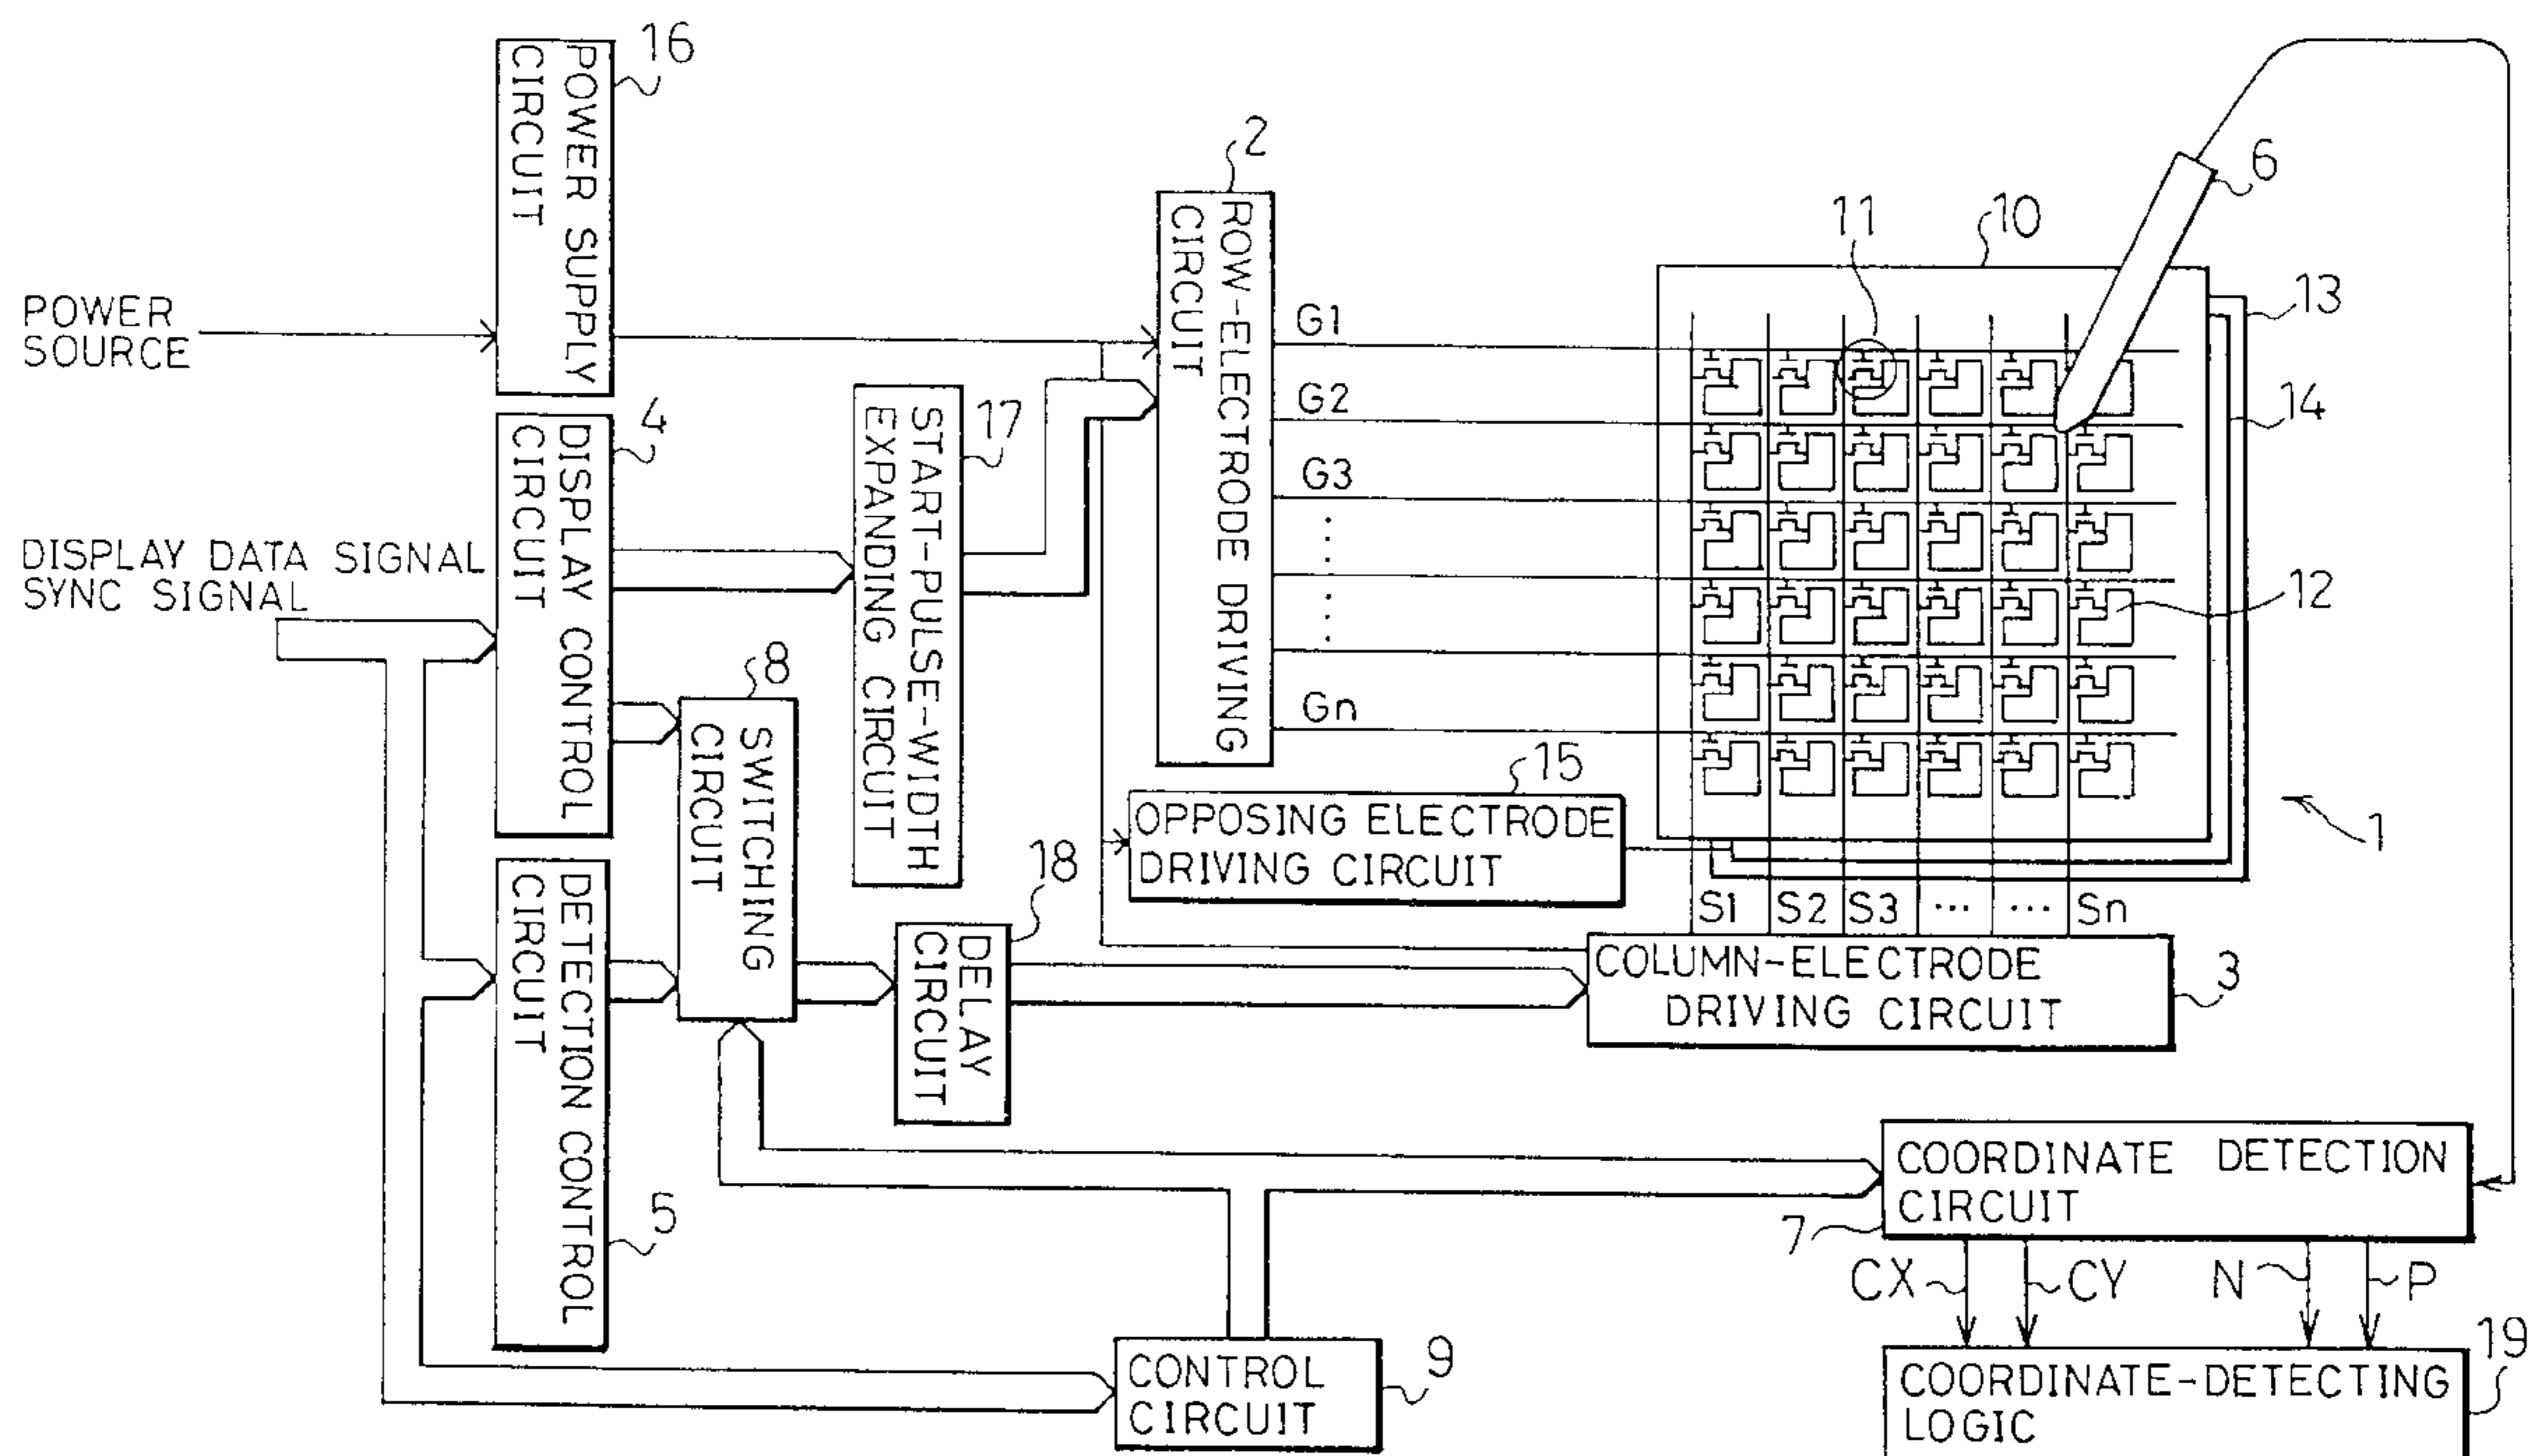 16
POWER SUPPLY
CIRCUIT
2
6
ROW-ELECTRODE DRIVING
CIRCUIT
11
10
13
POWER
SOURCE
G1
14
4
17
G2
DISPLAY CONTROL
CIRCUIT
START-PULSE-WIDTH
EXPANDING CIRCUIT
G3
DISPLAY DATA SIGNAL
SYNC SIGNAL
12
8
SWITCHING
CIRCUIT
Gn
15
OPPOSING ELECTRODE
DRIVING CIRCUIT
1
18
DETECTION CONTROL
CIRCUIT
DELAY
CIRCUIT
S1 S2 S3 ... ... Sn
COLUMN-ELECTRODE
DRIVING CIRCUIT
3
5
COORDINATE DETECTION
CIRCUIT
7
CX CY N P
CONTROL
CIRCUIT
9
19
COORDINATE-DETECTING
LOGIC